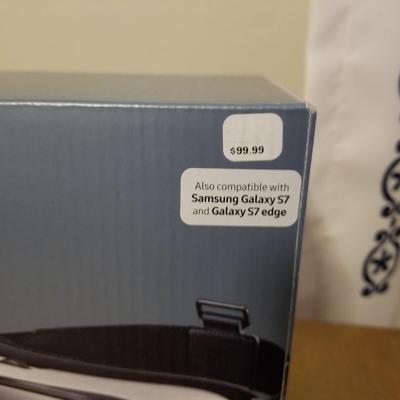 $99.99
Also compatible with
Samsung Galaxy S7
and Galaxy S7 edge